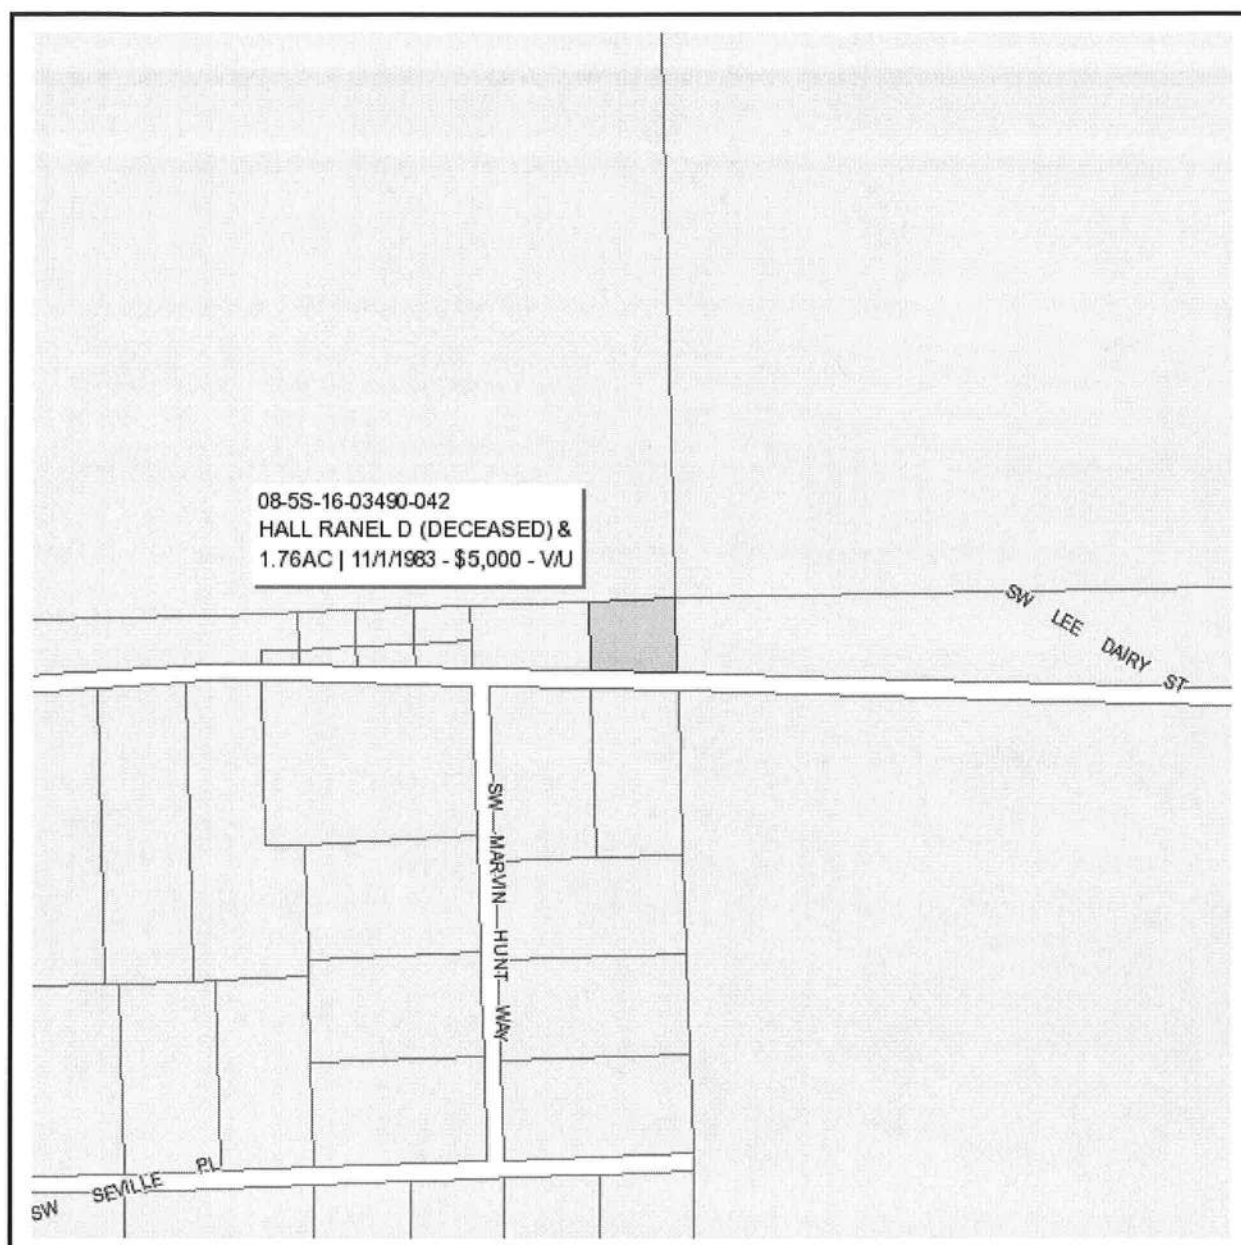 08-5S-16-03490-042
HALL RANEL D (DECEASED) &
1.76AC | 11/1/1983 - $5,000 - V/U
SW LEE DAIRY ST
SW MARVIN HUNT WAY
SW SEVILLE PL